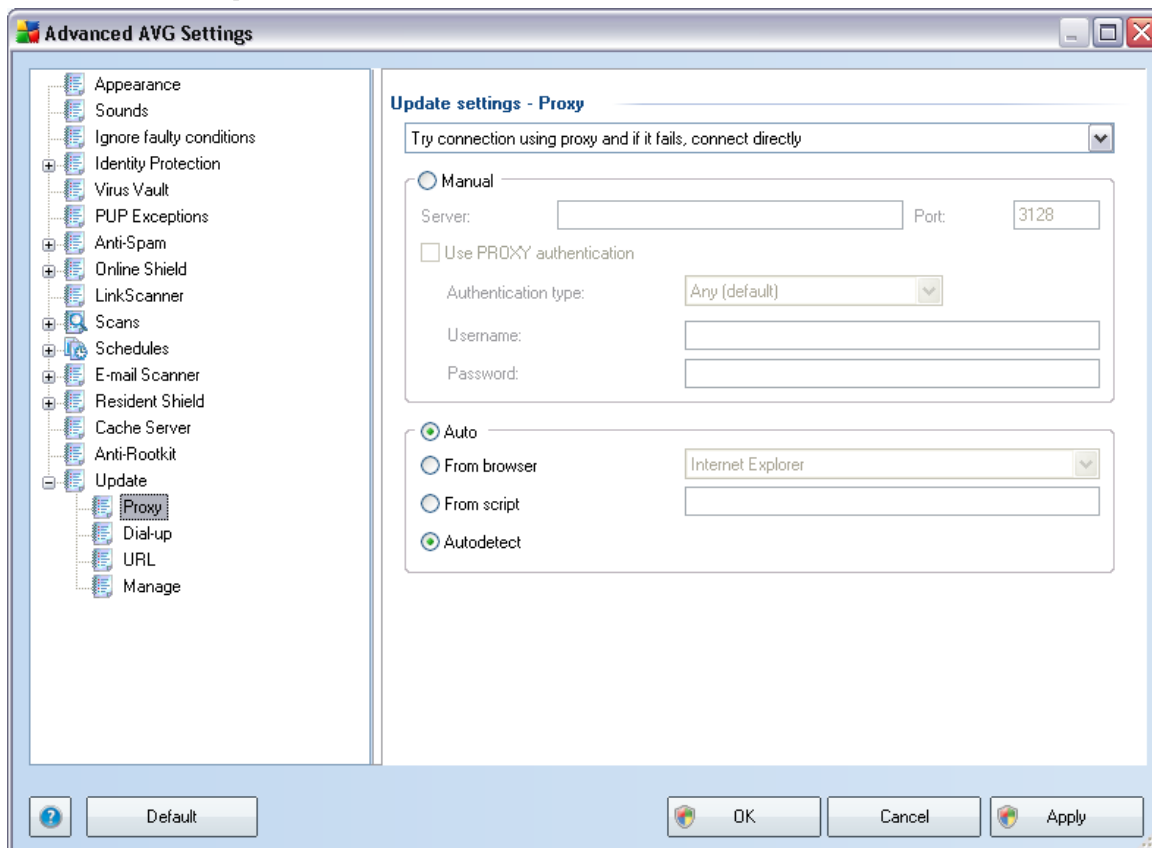 Advanced AVG Settings
Appearance
Sounds
Ignore faulty conditions
Identity Protection
Virus Vault
PUP Exceptions
Anti-Spam
Online Shield
LinkScanner
Scans
Schedules
E-mail Scanner
Resident Shield
Cache Server
Anti-Rootkit
Update
Proxy
Dial-up
URL
Manage
Update settings - Proxy
Try connection using proxy and if it fails, connect directly
Manual
Server: Port: 3128
Use PROXY authentication
Authentication type: Any (default)
Username:
Password:
Auto
From browser Internet Explorer
From script
Autodetect
? Default OK Cancel Apply